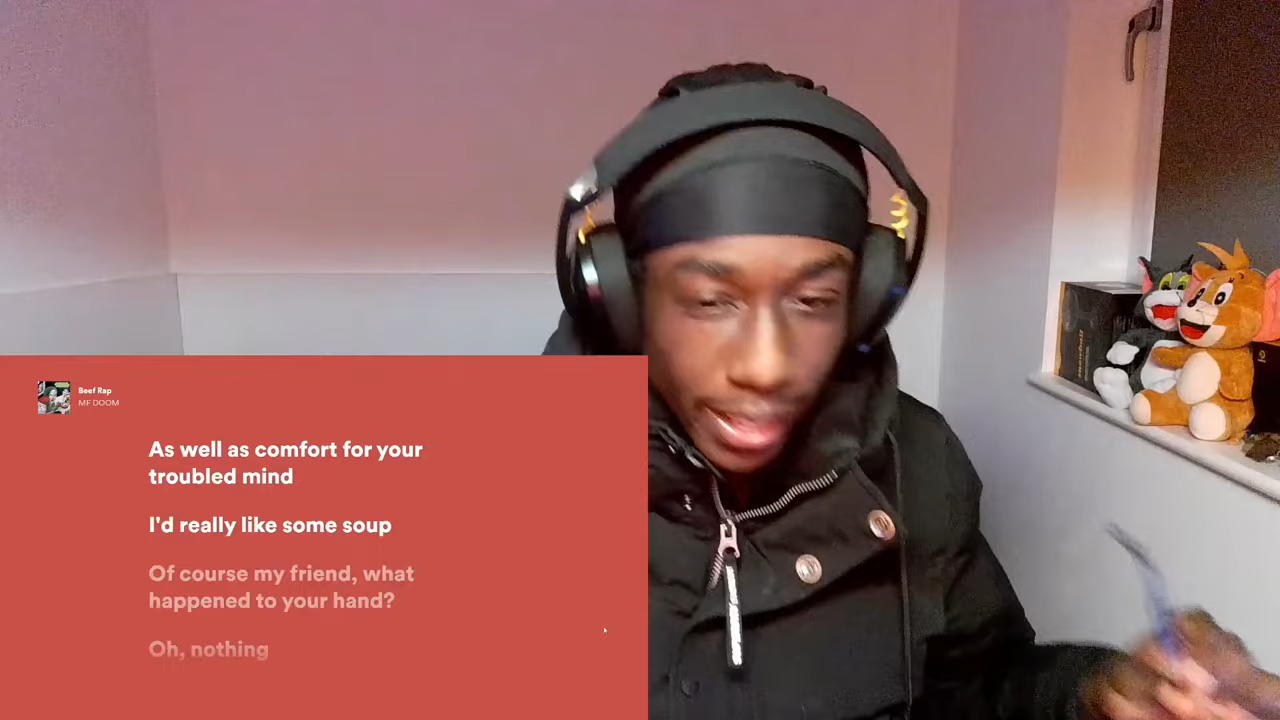 Beef Rap
MF DOOM
As well as comfort for your
troubled mind
I'd really like some soup
Of course my friend, what
happened to your hand?
Oh, nothing